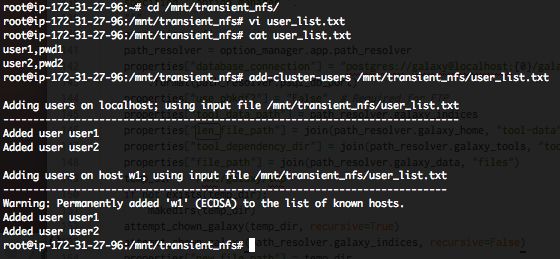 root@ip-172-31-27-96:~# cd /mnt/transient_nfs/
root@ip-172-31-27-96:/mnt/transient_nfs# vi user_list.txt
root@ip-172-31-27-96:/mnt/transient_nfs# cat user_list.txt
user1,pwd1
user2,pwd2
root@ip-172-31-27-96:/mnt/transient_nfs# add-cluster-users /mnt/transient_nfs/user_list.txt
Adding users on localhost; using input file /mnt/transient_nfs/user_list.txt
----------------------------------------------------------------------
Added user user1
Added user user2
Adding users on host w1; using input file /mnt/transient_nfs/user_list.txt
----------------------------------------------------------------------
Warning: Permanently added 'w1' (ECDSA) to the list of known hosts.
Added user user1
Added user user2
root@ip-172-31-27-96:/mnt/transient_nfs#